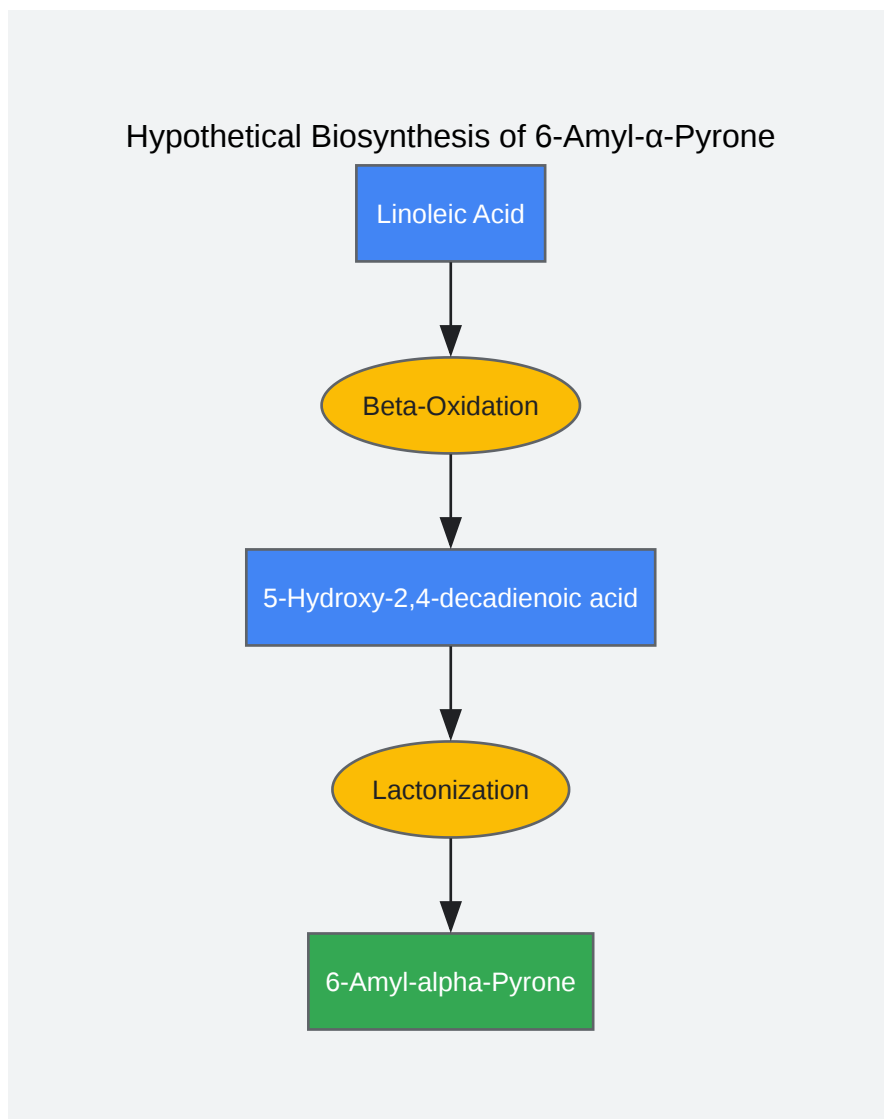 Hypothetical Biosynthesis of 6-Amyl-α-Pyrone
Linoleic Acid
Beta-Oxidation
5-Hydroxy-2,4-decadienoic acid
Lactonization
6-Amyl-alpha-Pyrone